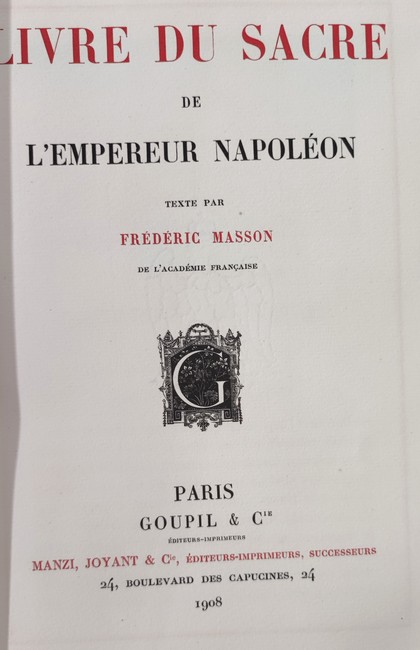 LIVRE DU SACRE
DE
L'EMPEREUR NAPOLÉON
TEXTE PAR
FRÉDÉRIC MASSON
DE L'ACADÉMIE FRANÇAISE
G
PARIS
GOUPIL & CIE
ÉDITEURS-IMPRIMEURS
MANZI, JOYANT & Cie, ÉDITEURS-IMPRIMEURS, SUCCESSEURS
24, BOULEVARD DES CAPUCINES, 24
1908